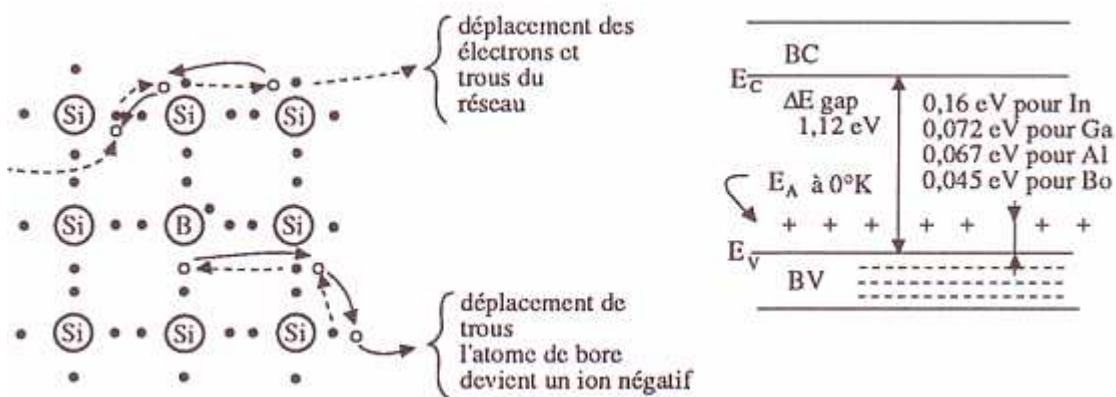 déplacement des
électrons et
trous du
réseau
Si Si Si
Si B Si
Si Si Si
déplacement de
trous
l'atome de bore
devient un ion négatif
BC
E_C
ΔE gap
1,12 eV
0,16 eV pour In
0,072 eV pour Ga
0,067 eV pour Al
0,045 eV pour Bo
E_A à 0°K
+ + + + + + + +
E_V
BV